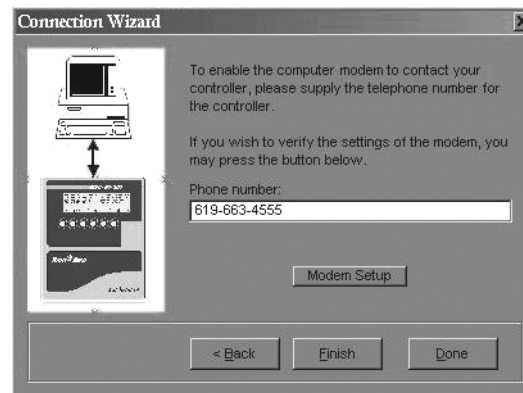 Connection Wizard
To enable the computer modem to contact your
controller, please supply the telephone number for
the controller.
If you wish to verify the settings of the modem, you
may press the button below.
Phone number:
619-663-4555
Modem Setup
< Back
Finish
Done